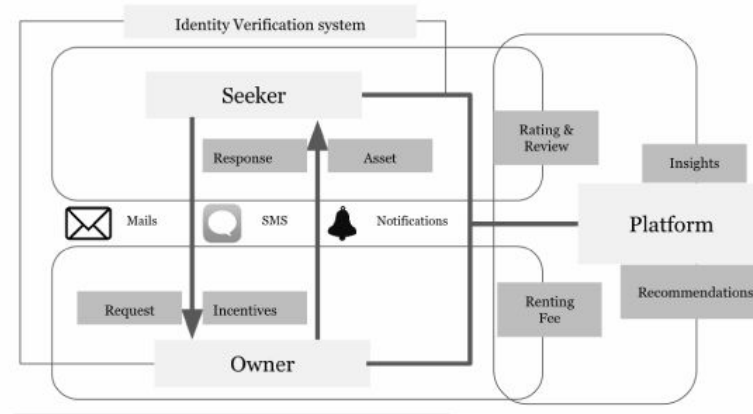 Identity Verification system
Seeker
Rating &
Review
Response
Asset
Insights
Mails
SMS
Notifications
Platform
Request
Incentives
Renting
Fee
Recommendations
Owner